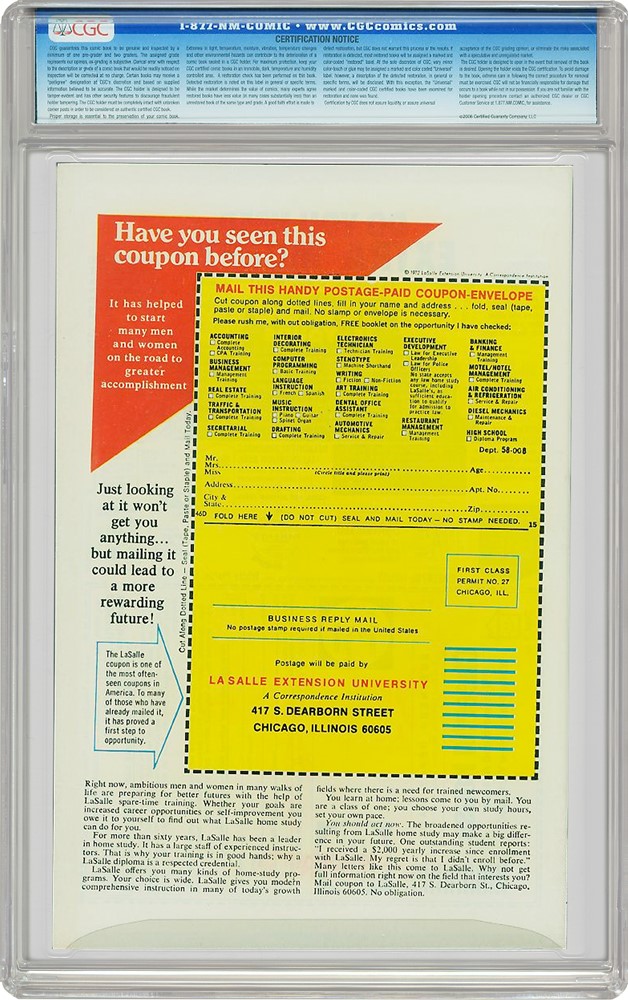 CGC
1-877-NM-COMIC • www.CGCcomics.com
CERTIFICATION NOTICE
©2006 Certified Guaranty Company LLC
Have you seen this
coupon before?
© 1972 LaSalle Extension University A Correspondence Institution
It has helped
to start
many men
and women
on the road to
greater
accomplishment
MAIL THIS HANDY POSTAGE-PAID COUPON-ENVELOPE
Cut coupon along dotted lines, fill in your name and address . . . fold, seal (tape,
paste or staple) and mail. No stamp or envelope is necessary.
Please rush me, with out obligation, FREE booklet on the opportunity I have checked:
ACCOUNTING
Complete
Accounting
CPA Training
BUSINESS
MANAGEMENT
Management
Training
REAL ESTATE
Complete Training
TRAFFIC &
TRANSPORTATION
Complete Training
SECRETARIAL
Complete Training
INTERIOR
DECORATING
Complete Training
COMPUTER
PROGRAMMING
Basic Training
LANGUAGE
INSTRUCTION
French Spanish
MUSIC
INSTRUCTION
Piano Guitar
Spinet Organ
DRAFTING
Complete Training
ELECTRONICS
TECHNICIAN
Technician Training
STENOTYPE
Machine Shorthand
WRITING
Fiction Non-Fiction
ART TRAINING
Complete Training
DENTAL OFFICE
ASSISTANT
Complete Training
AUTOMOTIVE
MECHANICS
Service & Repair
EXECUTIVE
DEVELOPMENT
Law for Executive
Leadership
Law for Police
Officers
No state accepts
any law home study
course, including
LaSalle's, as
sufficient educa-
tion to qualify
for admission to
practice law.
RESTAURANT
MANAGEMENT
Management
Training
BANKING
& FINANCE
Management
Training
MOTEL/HOTEL
MANAGEMENT
Complete Training
AIR CONDITIONING
& REFRIGERATION
Service & Repair
DIESEL MECHANICS
Maintenance &
Repair
HIGH SCHOOL
Diploma Program
Dept. 58-00B
Mr.
Mrs.
Miss
(Circle title and please print)
Age
Address
Apt. No.
City &
State
Zip
46D FOLD HERE (DO NOT CUT) SEAL AND MAIL TODAY—NO STAMP NEEDED. 15
Cut Along Dotted Line — Seal (Tape, Paste or Staple) and Mail Today.
Just looking
at it won't
get you
anything...
but mailing it
could lead to
a more
rewarding
future!
The LaSalle
coupon is one of
the most often-
seen coupons in
America. To many
of those who have
already mailed it,
it has proved a
first step to
opportunity.
FIRST CLASS
PERMIT NO. 27
CHICAGO, ILL.
BUSINESS REPLY MAIL
No postage stamp required if mailed in the United States
Postage will be paid by
LA SALLE EXTENSION UNIVERSITY
A Correspondence Institution
417 S. DEARBORN STREET
CHICAGO, ILLINOIS 60605
Right now, ambitious men and women in many walks of
life are preparing for better futures with the help of
LaSalle spare-time training. Whether your goals are
increased career opportunities or self-improvement you
owe it to yourself to find out what LaSalle home study
can do for you.
For more than sixty years, LaSalle has been a leader
in home study. It has a large staff of experienced instruc-
tors. That is why your training is in good hands; why a
LaSalle diploma is a respected credential.
LaSalle offers you many kinds of home-study pro-
grams. Your choice is wide. LaSalle gives you modern
comprehensive instruction in many of today's growth
fields where there is a need for trained newcomers.
You learn at home; lessons come to you by mail. You
are a class of one; you choose your own study hours,
set your own pace.
You should act now. The broadened opportunities re-
sulting from LaSalle home study may make a big differ-
ence in your future. One outstanding student reports:
"I received a $2,000 yearly increase since enrollment
with LaSalle. My regret is that I didn't enroll before."
Many letters like this come to LaSalle. Why not get
full information right now on the field that interests you?
Mail coupon to LaSalle, 417 S. Dearborn St., Chicago,
Illinois 60605. No obligation.